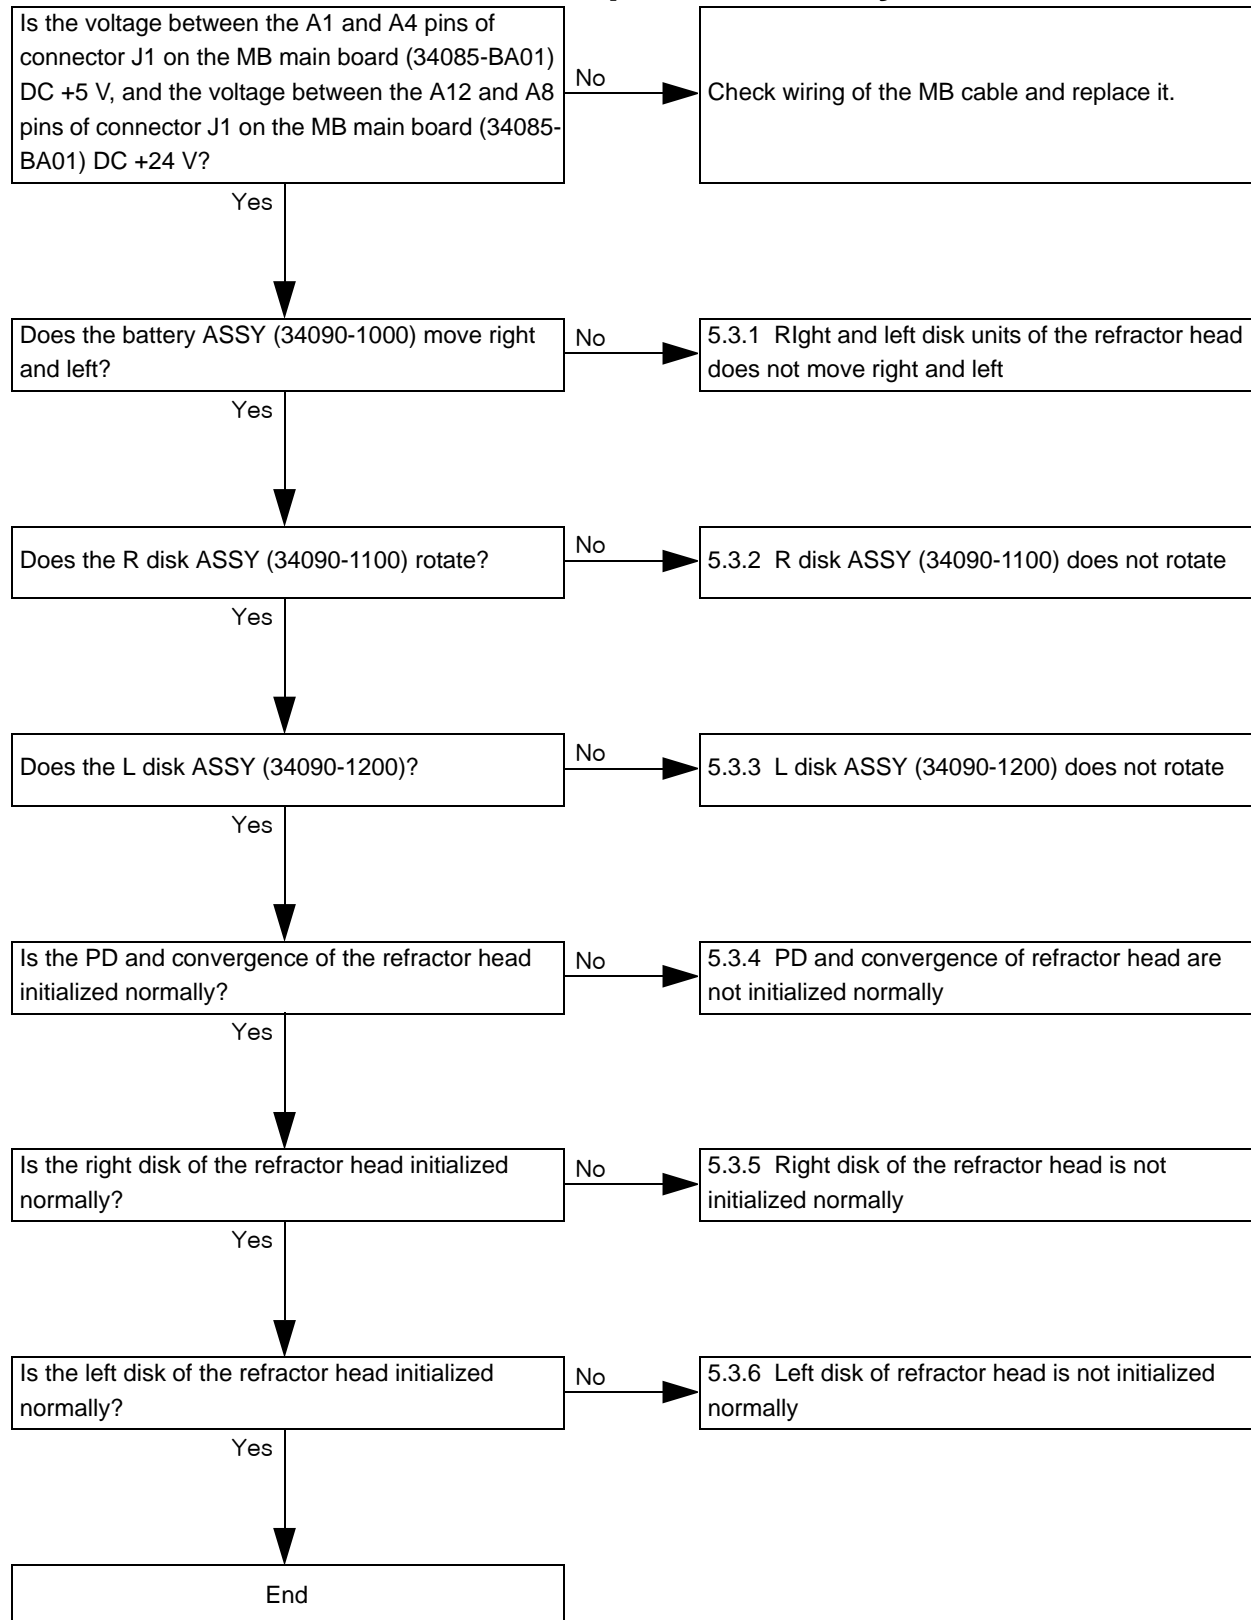 Is the voltage between the A1 and A4 pins of
connector J1 on the MB main board (34085-BA01)
DC +5 V, and the voltage between the A12 and A8
pins of connector J1 on the MB main board (34085-
BA01) DC +24 V?
No
Check wiring of the MB cable and replace it.
Yes
Does the battery ASSY (34090-1000) move right
and left?
No
5.3.1 RIght and left disk units of the refractor head
does not move right and left
Yes
Does the R disk ASSY (34090-1100) rotate?
No
5.3.2 R disk ASSY (34090-1100) does not rotate
Yes
Does the L disk ASSY (34090-1200)?
No
5.3.3 L disk ASSY (34090-1200) does not rotate
Yes
Is the PD and convergence of the refractor head
initialized normally?
No
5.3.4 PD and convergence of refractor head are
not initialized normally
Yes
Is the right disk of the refractor head initialized
normally?
No
5.3.5 Right disk of the refractor head is not
initialized normally
Yes
Is the left disk of the refractor head initialized
normally?
No
5.3.6 Left disk of refractor head is not initialized
normally
Yes
End